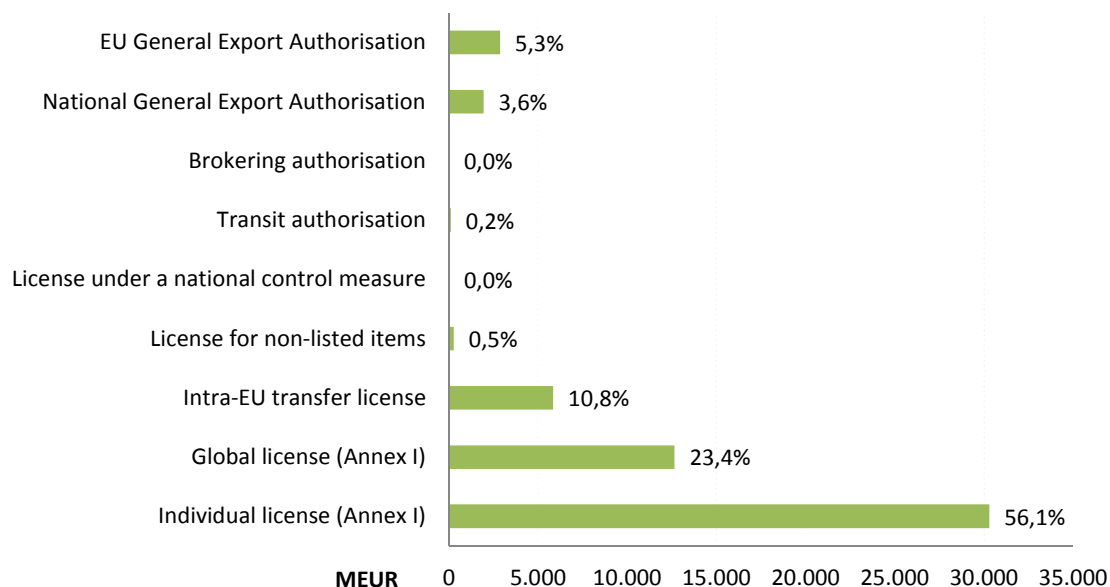 EU General Export Authorisation 5,3%
National General Export Authorisation 3,6%
Brokering authorisation 0,0%
Transit authorisation 0,2%
License under a national control measure 0,0%
License for non-listed items 0,5%
Intra-EU transfer license 10,8%
Global license (Annex I) 23,4%
Individual license (Annex I) 56,1%
MEUR 0 5.000 10.000 15.000 20.000 25.000 30.000 35.000